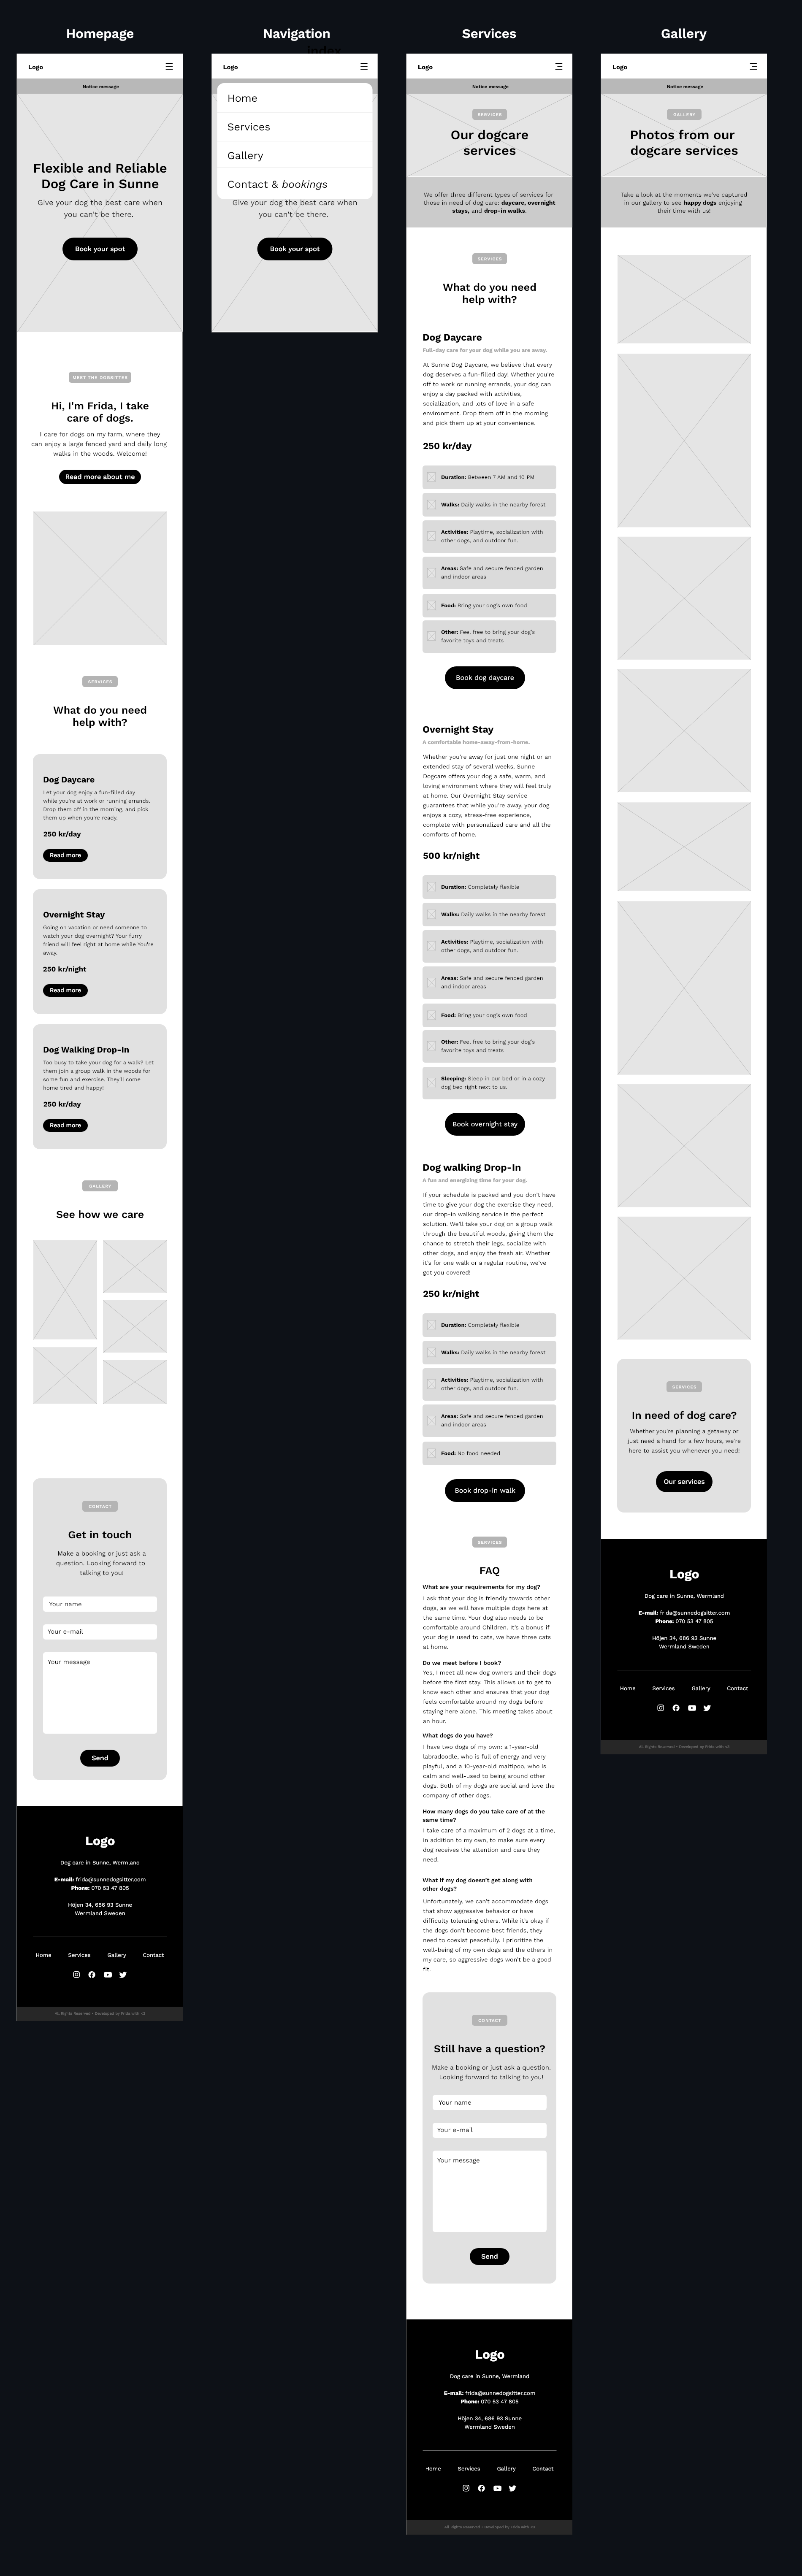 Homepage
Logo
Notice message
Flexible and Reliable
Dog Care in Sunne
Give your dog the best care when
you can't be there.
Book your spot
MEET THE DOGSITTER
Hi, I'm Frida, I take
care of dogs.
I care for dogs on my farm, where they
can enjoy a large fenced yard and daily long
walks in the woods. Welcome!
Read more about me
SERVICES
What do you need
help with?
Dog Daycare
Let your dog enjoy a fun-filled day
while you're at work or running errands.
Drop them off in the morning, and pick
them up when you're ready.
250 kr/day
Read more
Overnight Stay
Going on vacation or need someone to
watch your dog overnight? Your furry
friend will feel right at home while You're
away.
250 kr/night
Read more
Dog Walking Drop-In
Too busy to take your dog for a walk? Let
them join a group walk in the woods for
some fun and exercise. They'll come
home tired and happy!
250 kr/day
Read more
GALLERY
See how we care
CONTACT
Get in touch
Make a booking or just ask a
question. Looking forward to
talking to you!
Your name
Your e-mail
Your message
Send
Logo
Dog care in Sunne, Wermland
E-mail: frida@sunnedogsitter.com
Phone: 070 53 47 805
Höjen 34, 686 93 Sunne
Wermland Sweden
Home Services Gallery Contact
All Rights Reserved • Developed by Frida with <3
Navigation
index
Logo
Home
Services
Gallery
Contact & bookings
Give your dog the best care when
you can't be there.
Book your spot
Services
Logo
Notice message
SERVICES
Our dogcare
services
We offer three different types of services for
those in need of dog care: daycare, overnight
stays, and drop-in walks.
SERVICES
What do you need
help with?
Dog Daycare
Full-day care for your dog while you are away.
At Sunne Dog Daycare, we believe that every
dog deserves a fun-filled day! Whether you're
off to work or running errands, your dog can
enjoy a day packed with activities,
socialization, and lots of love in a safe
environment. Drop them off in the morning
and pick them up at your convenience.
250 kr/day
Duration: Between 7 AM and 10 PM
Walks: Daily walks in the nearby forest
Activities: Playtime, socialization with
other dogs, and outdoor fun.
Areas: Safe and secure fenced garden
and indoor areas
Food: Bring your dog's own food
Other: Feel free to bring your dog's
favorite toys and treats
Book dog daycare
Overnight Stay
A comfortable home-away-from-home.
Whether you're away for just one night or an
extended stay of several weeks, Sunne
Dogcare offers your dog a safe, warm, and
loving environment where they will feel truly
at home. Our Overnight Stay service
guarantees that while you're away, your dog
enjoys a cozy, stress-free experience,
complete with personalized care and all the
comforts of home.
500 kr/night
Duration: Completely flexible
Walks: Daily walks in the nearby forest
Activities: Playtime, socialization with
other dogs, and outdoor fun.
Areas: Safe and secure fenced garden
and indoor areas
Food: Bring your dog's own food
Other: Feel free to bring your dog's
favorite toys and treats
Sleeping: Sleep in our bed or in a cozy
dog bed right next to us.
Book overnight stay
Dog walking Drop-In
A fun and energizing time for your dog.
If your schedule is packed and you don't have
time to give your dog the exercise they need,
our drop-in walking service is the perfect
solution. We'll take your dog on a group walk
through the beautiful woods, giving them the
chance to stretch their legs, socialize with
other dogs, and enjoy the fresh air. Whether
it's for one walk or a regular routine, we've
got you covered!
250 kr/night
Duration: Completely flexible
Walks: Daily walks in the nearby forest
Activities: Playtime, socialization with
other dogs, and outdoor fun.
Areas: Safe and secure fenced garden
and indoor areas
Food: No food needed
Book drop-in walk
SERVICES
FAQ
What are your requirements for my dog?
I ask that your dog is friendly towards other
dogs, as we will have multiple dogs here at
the same time. Your dog also needs to be
comfortable around Children. It's a bonus if
your dog is used to cats, we have three cats
at home.
Do we meet before I book?
Yes, I meet all new dog owners and their dogs
before the first stay. This allows us to get to
know each other and ensures that your dog
feels comfortable around my dogs before
staying here alone. This meeting takes about
an hour.
What dogs do you have?
I have two dogs of my own: a 1-year-old
labradoodle, who is full of energy and very
playful, and a 10-year-old maltipoo, who is
calm and well-used to being around other
dogs. Both of my dogs are social and love the
company of other dogs.
How many dogs do you take care of at the
same time?
I take care of a maximum of 2 dogs at a time,
in addition to my own, to make sure every
dog receives the attention and care they
need.
What if my dog doesn't get along with
other dogs?
Unfortunately, we can't accommodate dogs
that show aggressive behavior or have
difficulty tolerating others. While it's okay if
the dogs don't become best friends, they
need to coexist peacefully. I prioritize the
well-being of my own dogs and the others in
my care, so aggressive dogs won't be a good
fit.
CONTACT
Still have a question?
Make a booking or just ask a question.
Looking forward to talking to you!
Your name
Your e-mail
Your message
Send
Logo
Dog care in Sunne, Wermland
E-mail: frida@sunnedogsitter.com
Phone: 070 53 47 805
Höjen 34, 686 93 Sunne
Wermland Sweden
Home Services Gallery Contact
All Rights Reserved • Developed by Frida with <3
Gallery
Logo
Notice message
GALLERY
Photos from our
dogcare services
Take a look at the moments we've captured
in our gallery to see happy dogs enjoying
their time with us!
SERVICES
In need of dog care?
Whether you're planning a getaway or
just need a hand for a few hours, we're
here to assist you whenever you need!
Our services
Logo
Dog care in Sunne, Wermland
E-mail: frida@sunnedogsitter.com
Phone: 070 53 47 805
Höjen 34, 686 93 Sunne
Wermland Sweden
Home Services Gallery Contact
All Rights Reserved • Developed by Frida with <3